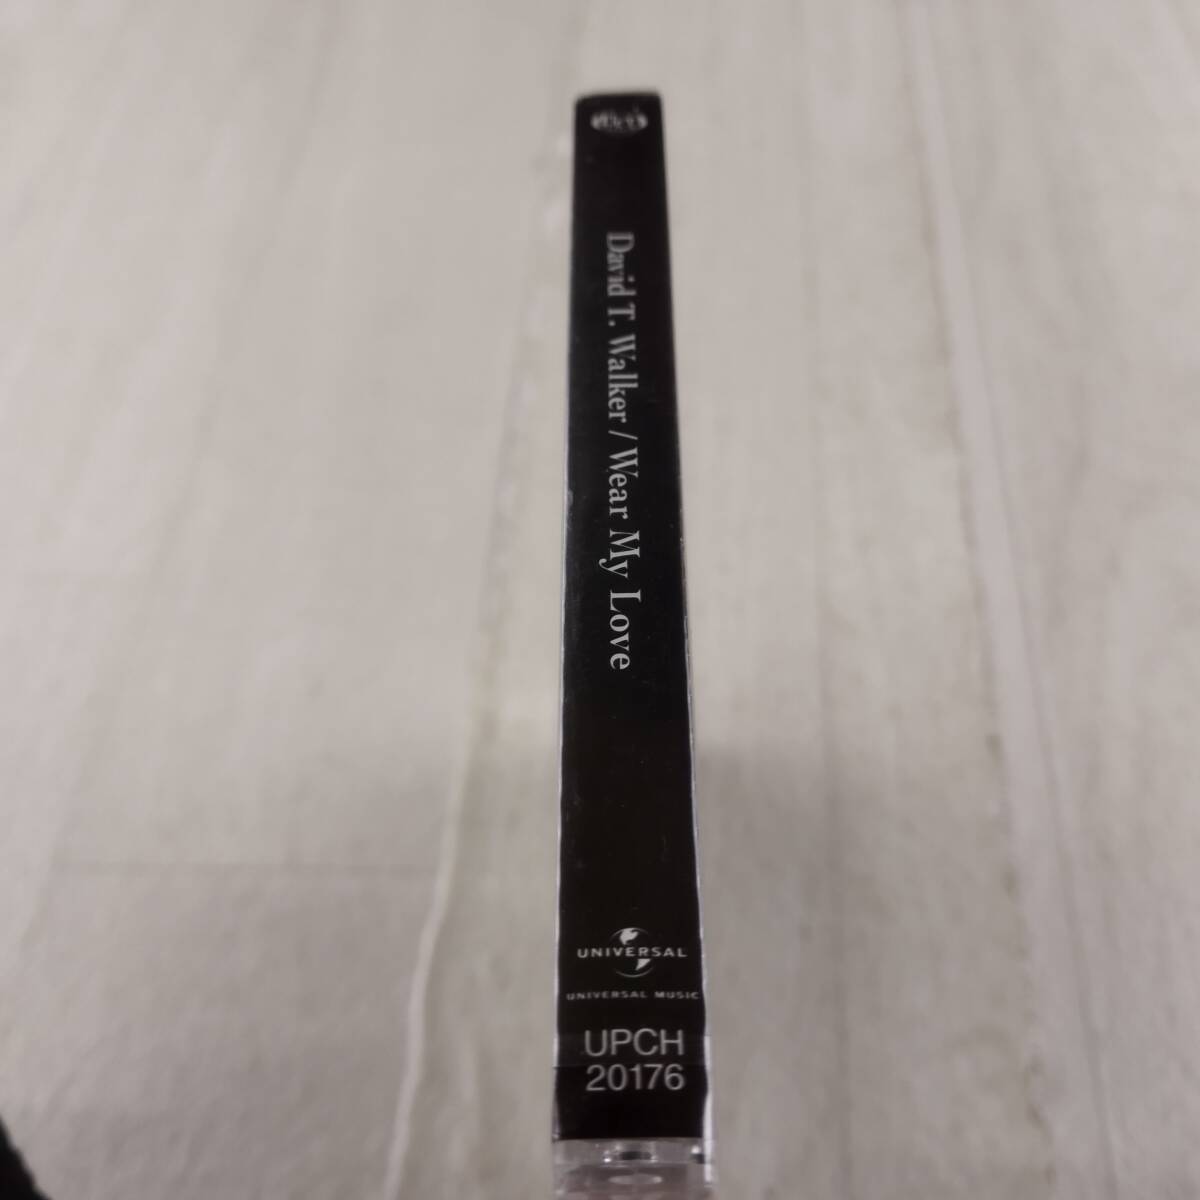 David T. Walker / Wear My Love
UNIVERSAL
UNIVERSAL MUSIC
UPCH
20176